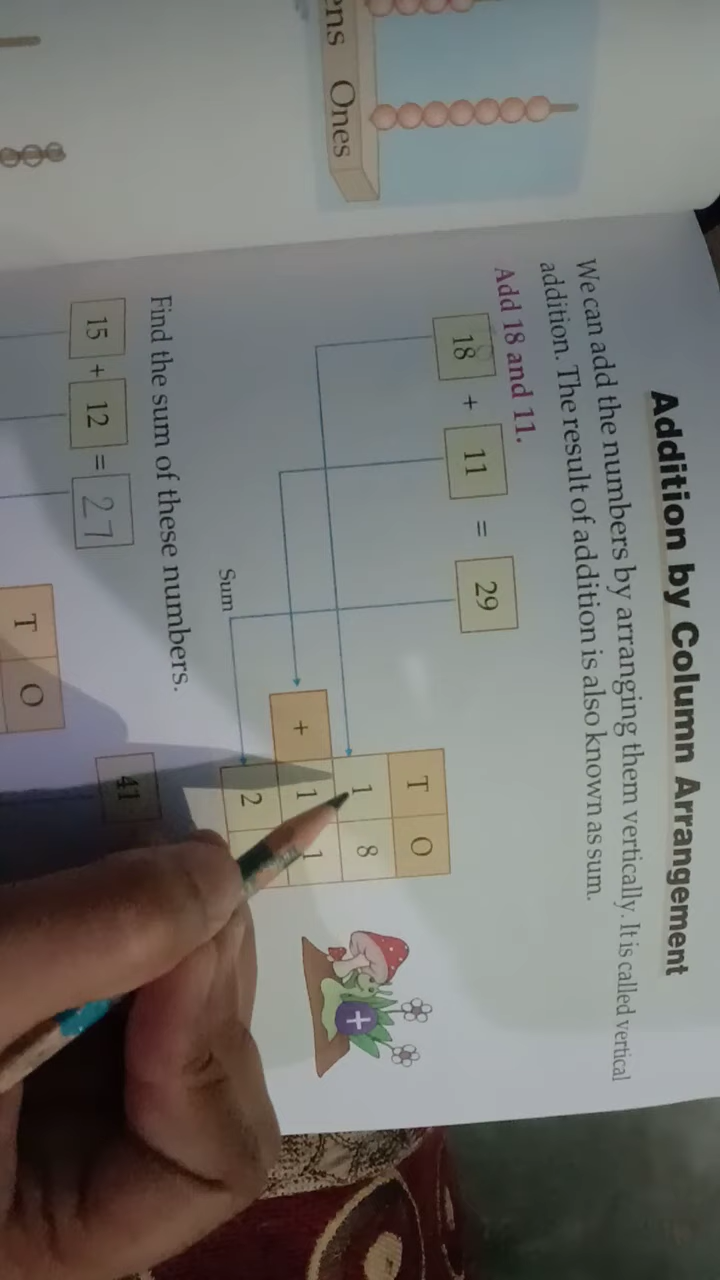 ens Ones
Addition by Column Arrangement
We can add the numbers by arranging them vertically. It is called vertical
addition. The result of addition is also known as sum.
Add 18 and 11.
18 + 11 = 29
T O
1 8
+ 1 1
Sum 2
Find the sum of these numbers.
15 + 12 = 27
41
T O